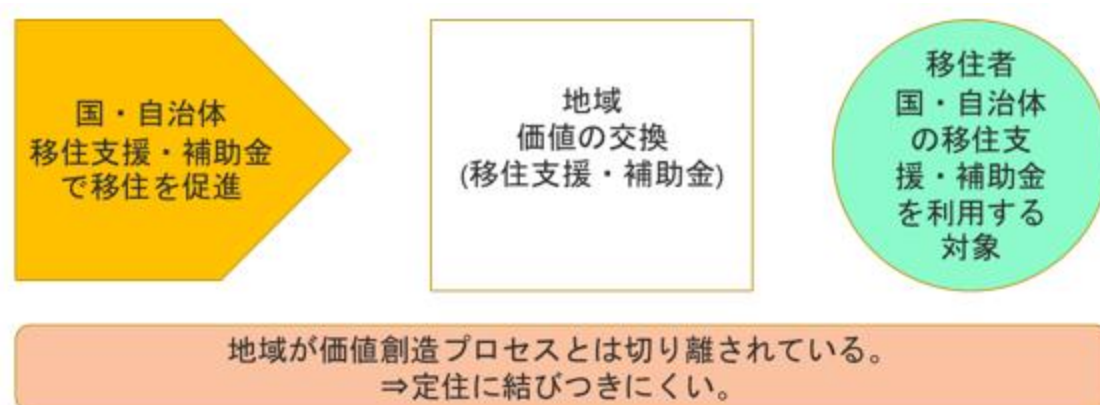 国・自治体
移住支援・補助金
で移住を促進
地域
価値の交換
(移住支援・補助金)
移住者
国・自治体
の移住支
援・補助金
を利用する
対象
地域が価値創造プロセスとは切り離されている。
⇒定住に結びつきにくい。